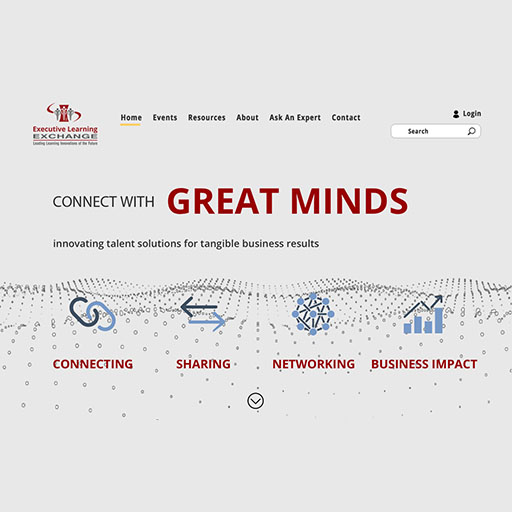 Executive Learning
EXCHANGE
Leading Learning Innovations of the Future
Home Events Resources About Ask An Expert Contact
Login
Search
CONNECT WITH GREAT MINDS
innovating talent solutions for tangible business results
CONNECTING SHARING NETWORKING BUSINESS IMPACT